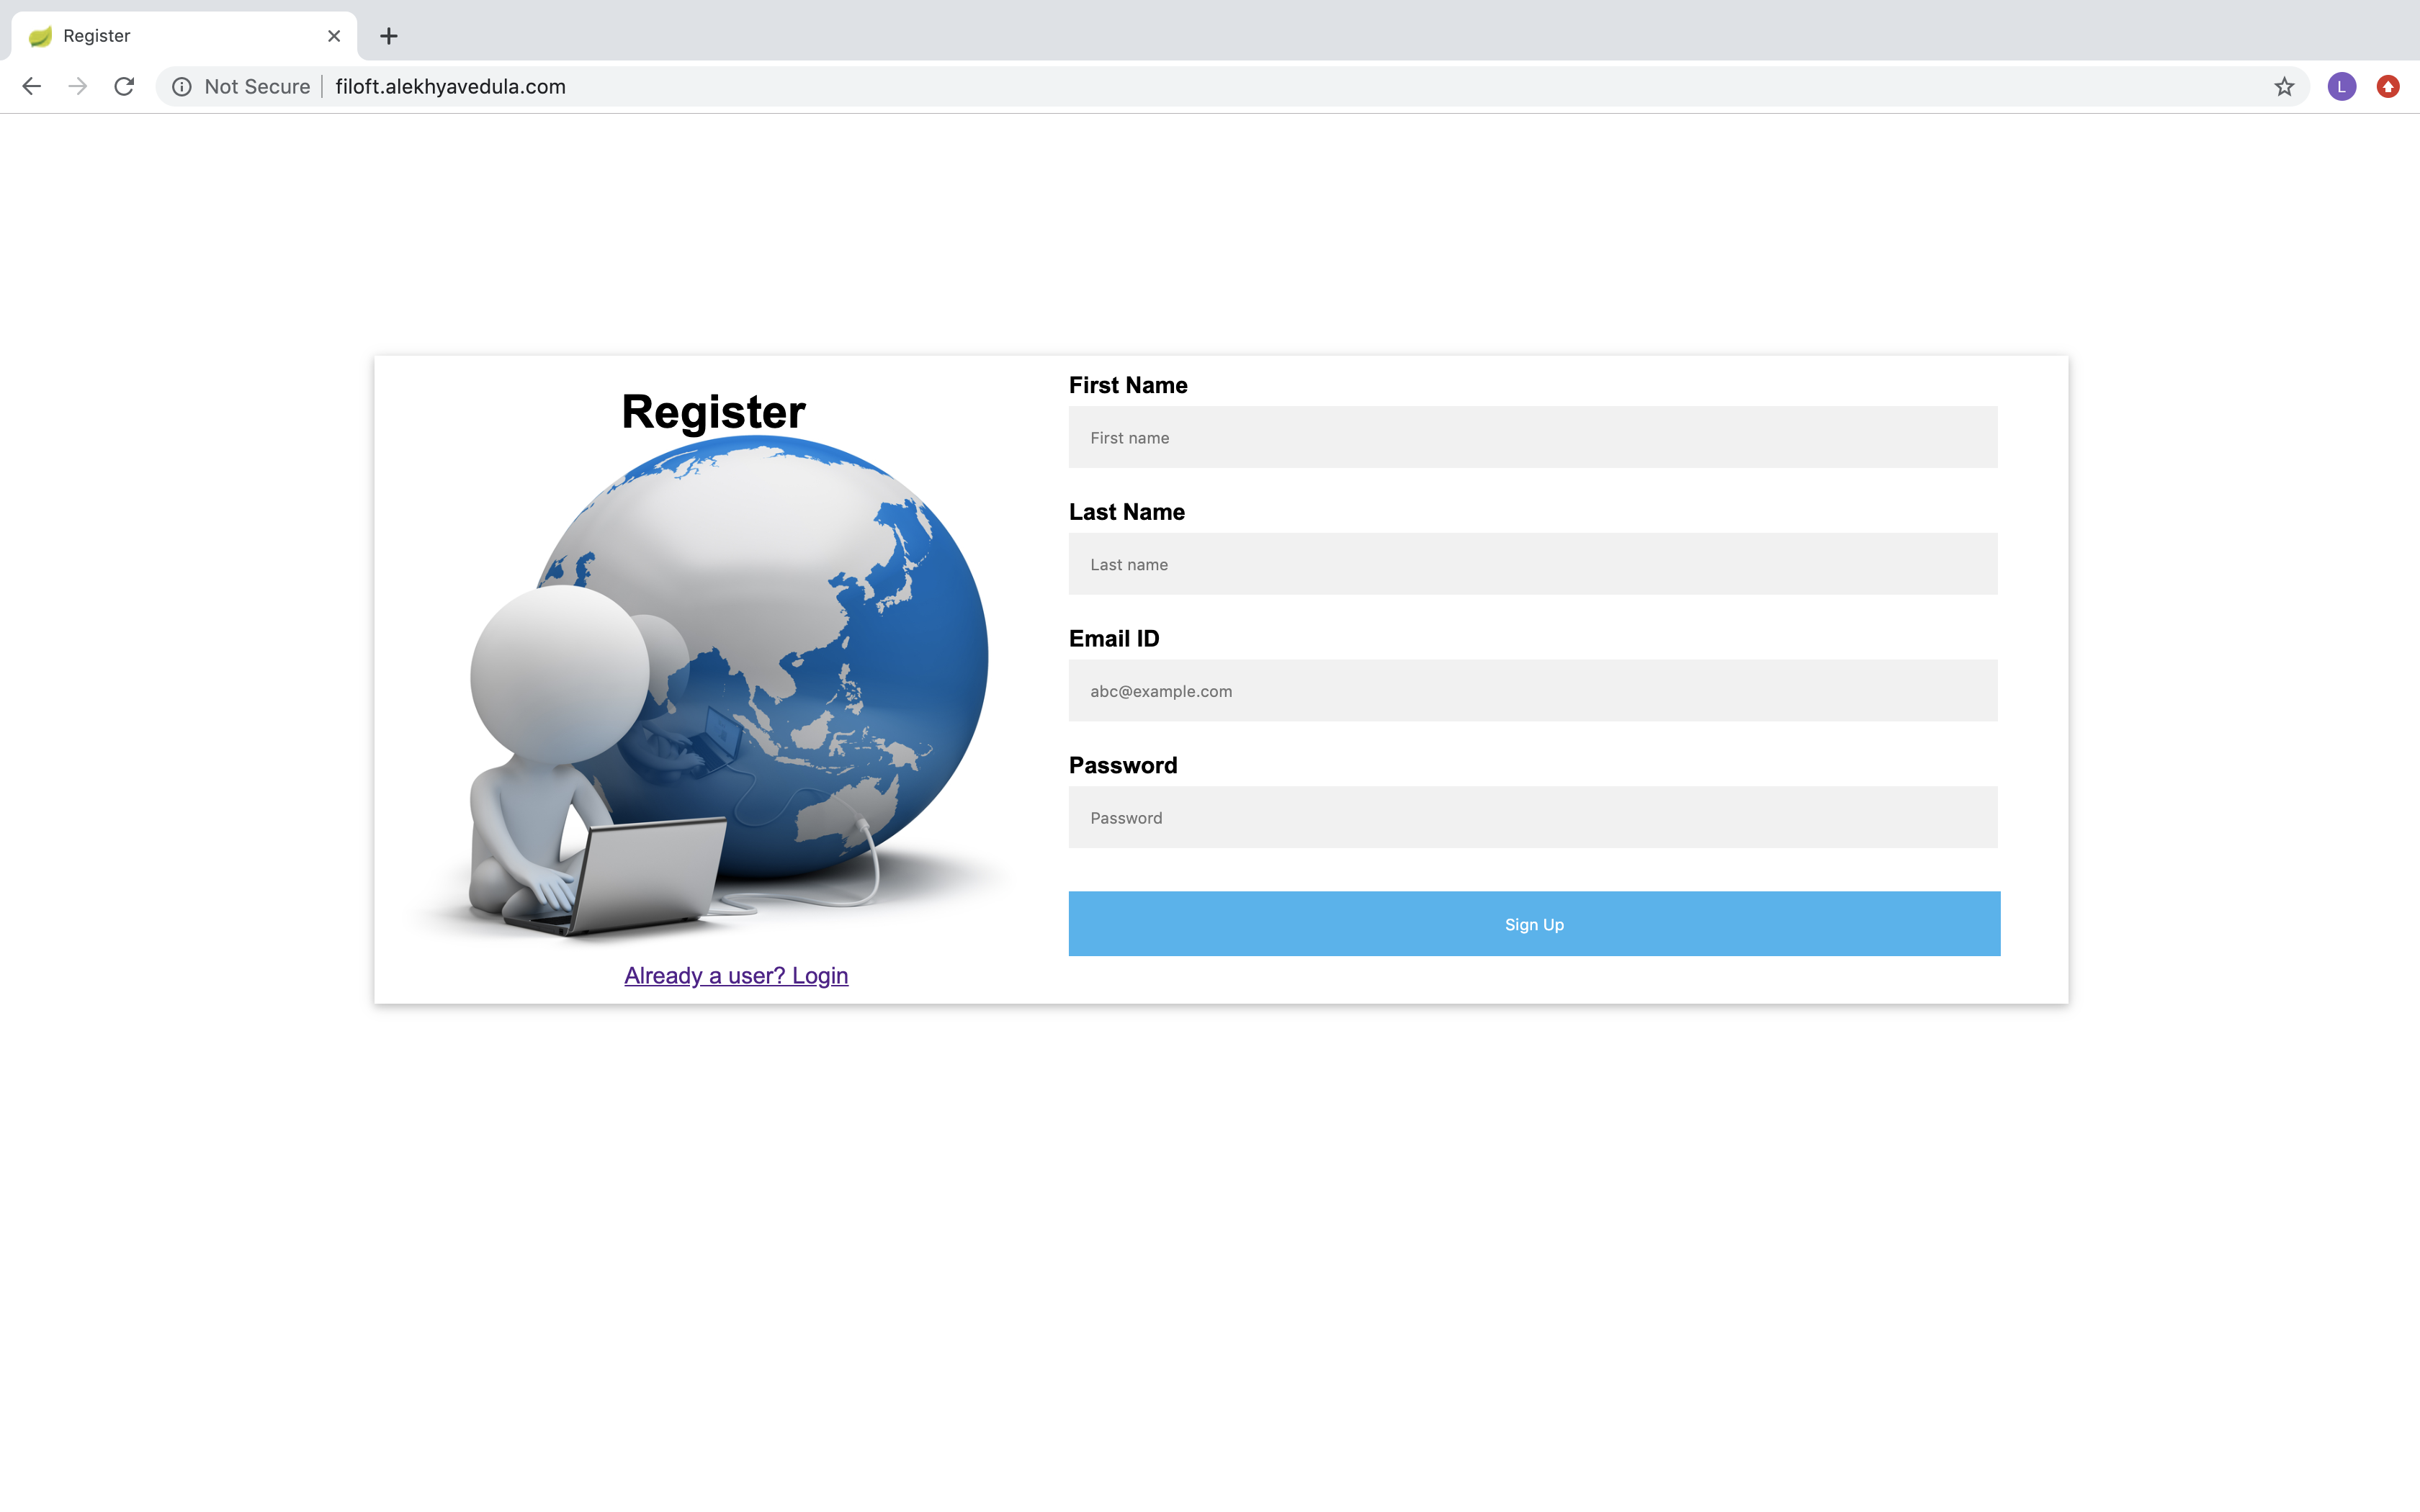 Register
Not Secure
filoft.alekhyavedula.com
L
Register
Already a user? Login
First Name
First name
Last Name
Last name
Email ID
abc@example.com
Password
Password
Sign Up